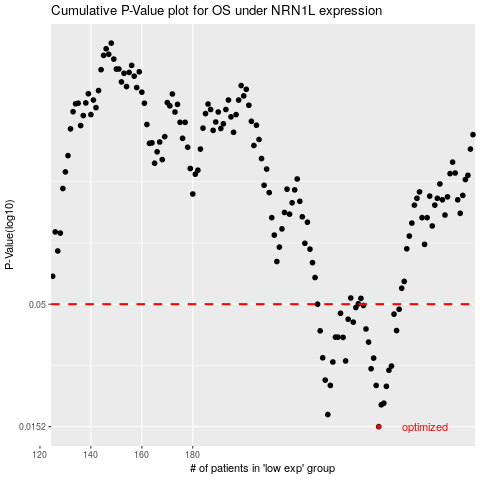 Cumulative P-Value plot for OS under NRN1L expression
P-Value(log10)
0.05
0.0152
optimized
120 140 160 180
# of patients in 'low exp' group